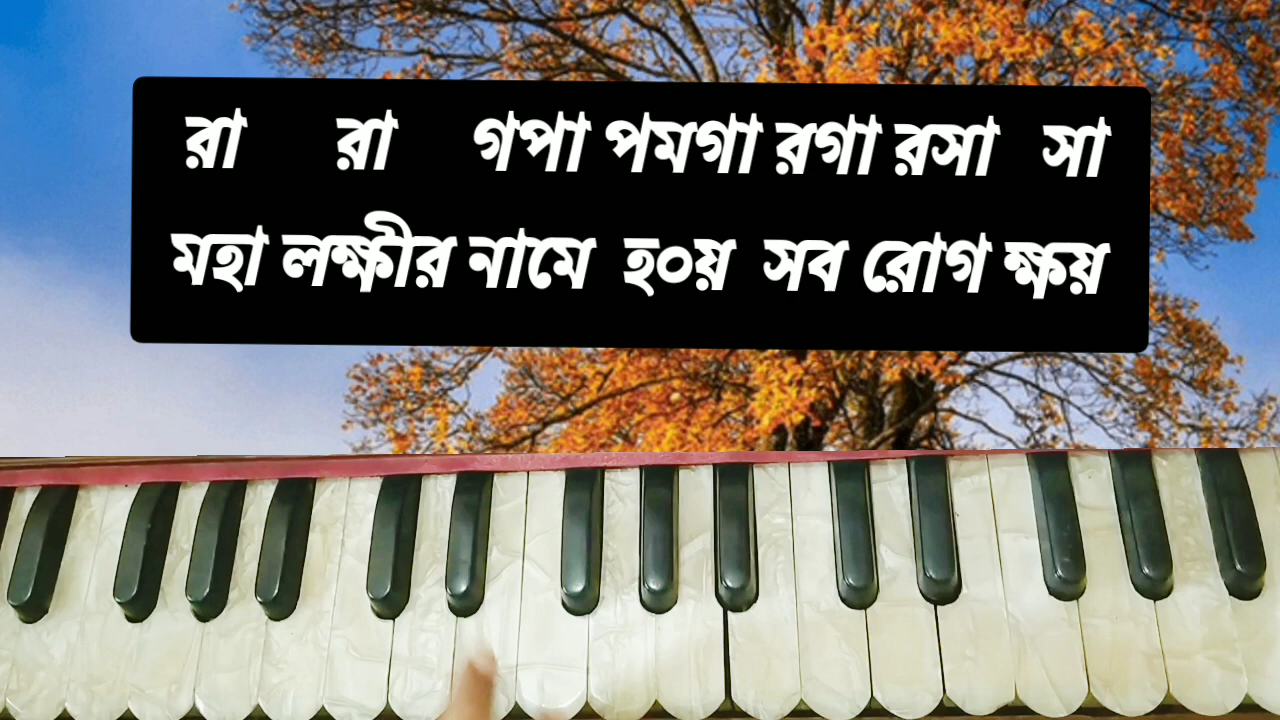 রা রা গপা পমগা রগা রসা সা
মহা লক্ষীর নামে হ০য় সব রোগ ক্ষয়